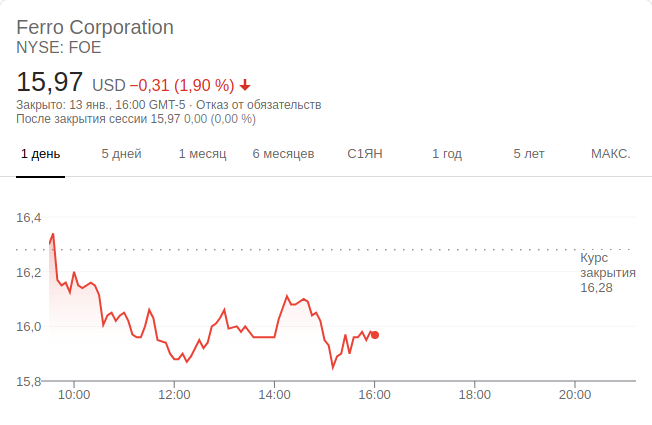 Ferro Corporation
NYSE: FOE
15,97 USD −0,31 (1,90 %)
Закрыто: 13 янв., 16:00 GMT-5 · Отказ от обязательств
После закрытия сессии 15,97 0,00 (0,00 %)
1 день 5 дней 1 месяц 6 месяцев С1ЯН 1 год 5 лет МАКС.
16,4
Курс
закрытия
16,28
16,2
16,0
15,8
10:00 12:00 14:00 16:00 18:00 20:00